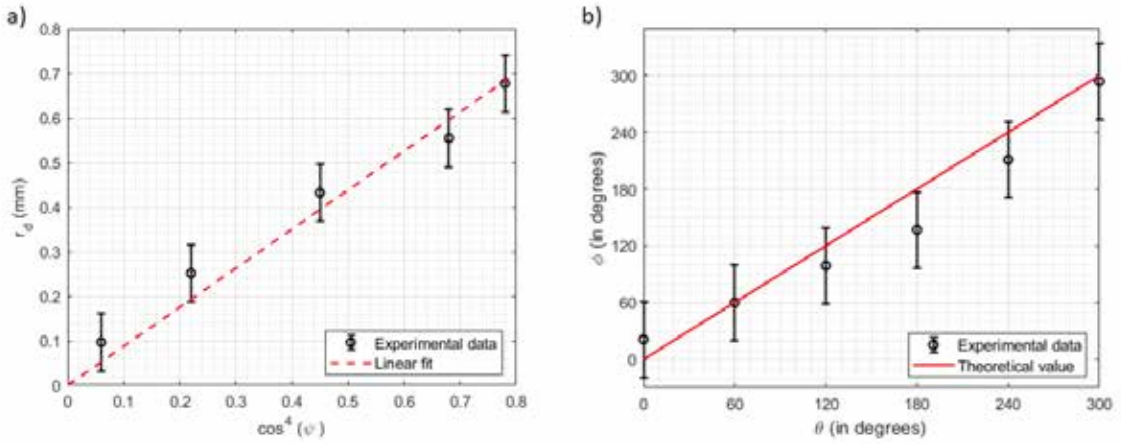 a)
0.8
0.7
0.6
0.5
0.4
0.3
0.2
0.1
0
r_d (mm)
0 0.1 0.2 0.3 0.4 0.5 0.6 0.7 0.8
cos⁴(ψ)
Experimental data
Linear fit
b)
300
240
180
120
60
0
ϕ (in degrees)
0 60 120 180 240 300
θ (in degrees)
Experimental data
Theoretical value